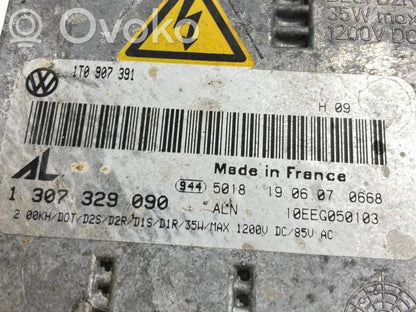 OVOKO
D2R
35W max
1200V DC
1T0 907 391
H 09
AL
Made in France
944 5018 19 06 07 0668
1 307 329 090
ALN 10EEG050103
2 00KH/DOT/D2S/D2R/D1S/D1R/35W/MAX 1200V DC/85V AC
OVOKO